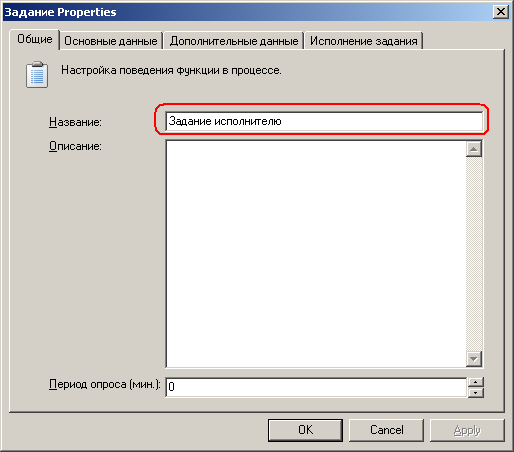 Задание Properties
Общие Основные данные Дополнительные данные Исполнение задания
Настройка поведения функции в процессе.
Название: Задание исполнителю
Описание:
Период опроса (мин.): 0
OK Cancel Apply